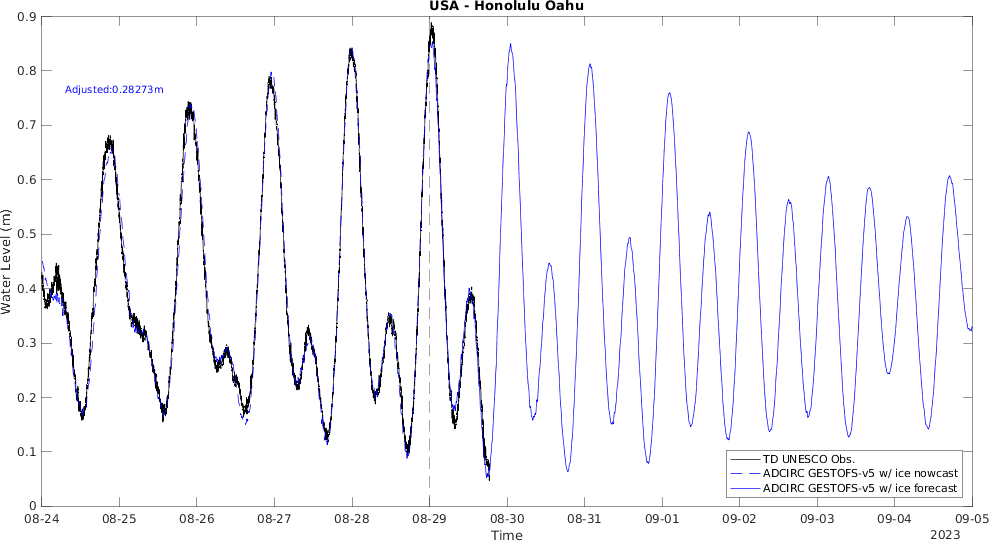 USA - Honolulu Oahu
0.9
0.8
Adjusted:0.28273m
0.7
0.6
0.5
0.4
0.3
0.2
0.1
0
Water Level (m)
TD UNESCO Obs.
ADCIRC GESTOFS-v5 w/ ice nowcast
ADCIRC GESTOFS-v5 w/ ice forecast
08-24 08-25 08-26 08-27 08-28 08-29 08-30 08-31 09-01 09-02 09-03 09-04 09-05
Time
2023